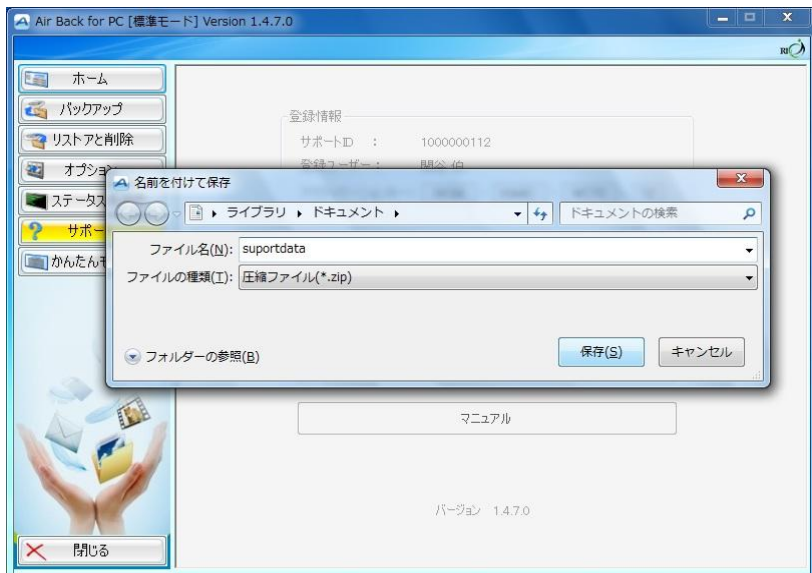 Air Back for PC [標準モード] Version 1.4.7.0
RIO
ホーム
バックアップ
リストアと削除
オプション
ステータス
サポー
かんたんモ
閉じる
登録情報
サポートID : 1000000112
登録ユーザー : 関谷 伯
名前を付けて保存
ライブラリ ▸ ドキュメント ▸
ドキュメントの検索
ファイル名(N): suportdata
ファイルの種類(T): 圧縮ファイル(*.zip)
フォルダーの参照(B)
保存(S)
キャンセル
マニュアル
バージョン 1.4.7.0